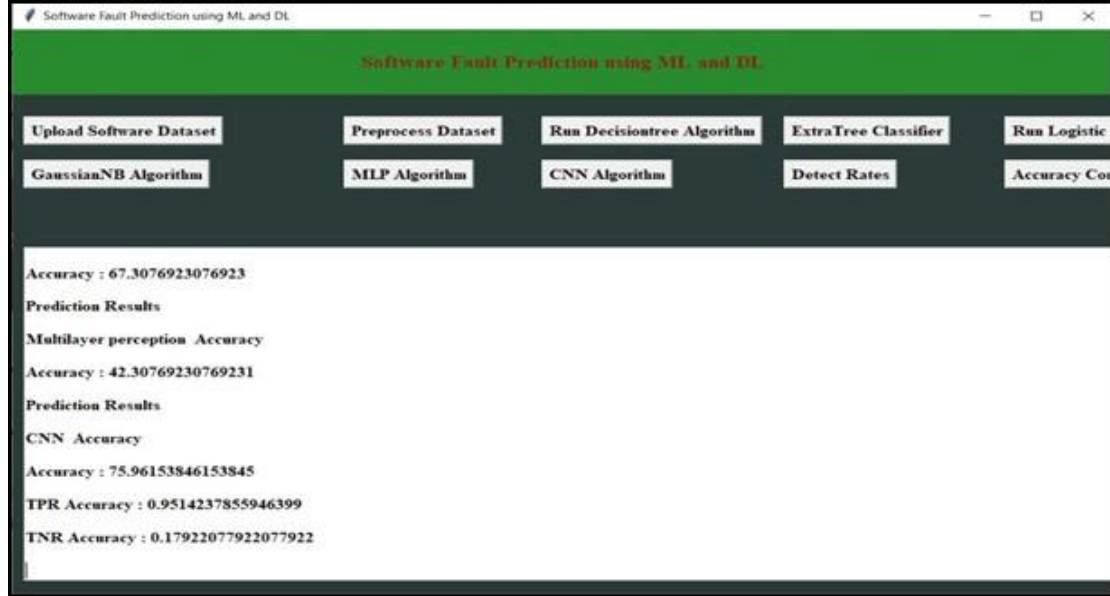 Software Fault Prediction using ML and DL
Software Fault Prediction using ML and DL
Upload Software Dataset Preprocess Dataset Run Decisiontree Algorithm ExtraTree Classifier Run Logistic
GaussianNB Algorithm MLP Algorithm CNN Algorithm Detect Rates Accuracy
Accuracy : 67.3076923076923
Prediction Results
Multilayer perception Accuracy
Accuracy : 42.30769230769231
Prediction Results
CNN Accuracy
Accuracy : 75.96153846153845
TPR Accuracy : 0.9514237855946399
TNR Accuracy : 0.17922077922077922